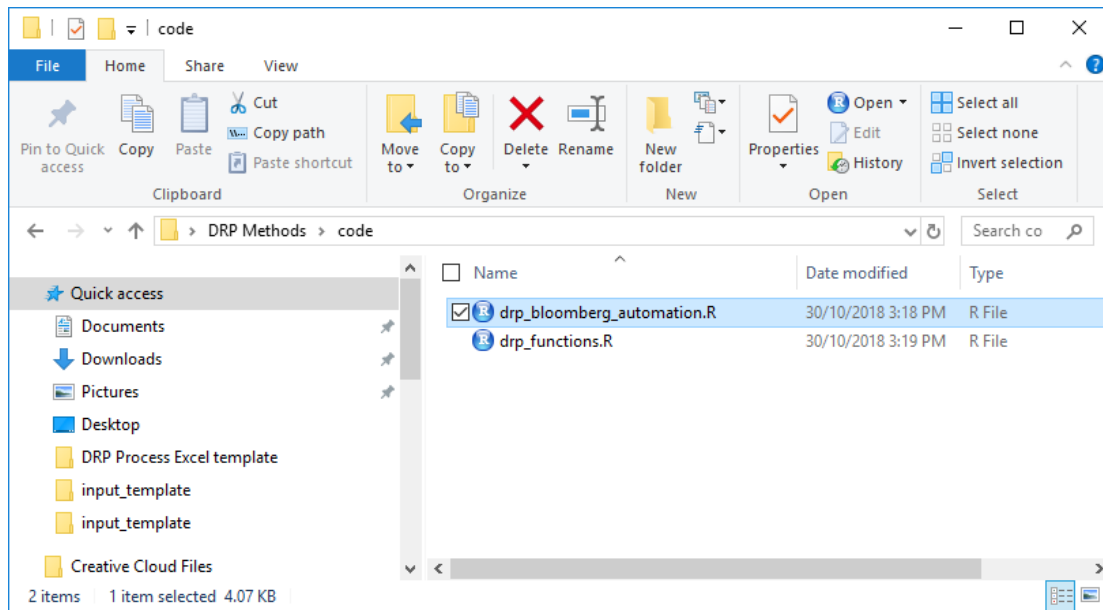 code
File Home Share View
Pin to Quick access
Copy
Paste
Cut
Copy path
Paste shortcut
Clipboard
Move to
Copy to
Delete
Rename
Organize
New folder
New
Properties
Open
Edit
History
Open
Select all
Select none
Invert selection
Select
DRP Methods code
Search co
Quick access
Documents
Downloads
Pictures
Desktop
DRP Process Excel template
input_template
input_template
Creative Cloud Files
Name Date modified Type
drp_bloomberg_automation.R 30/10/2018 3:18 PM R File
drp_functions.R 30/10/2018 3:19 PM R File
2 items 1 item selected 4.07 KB